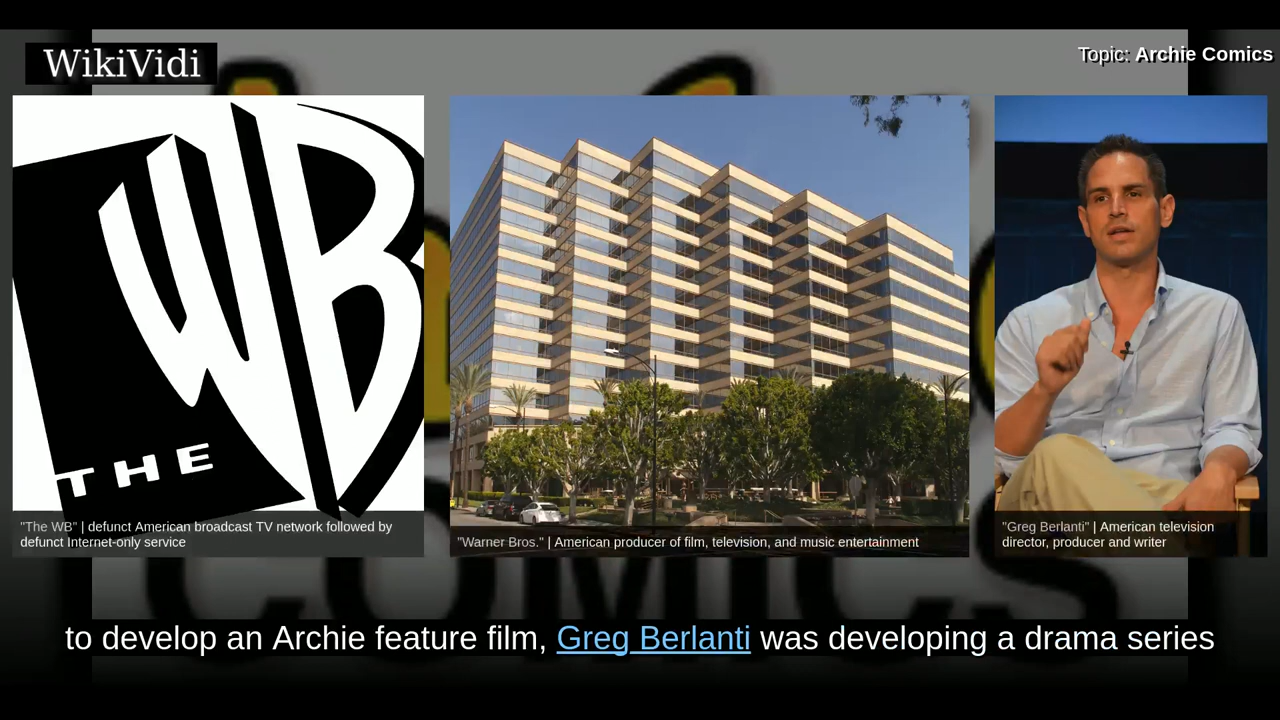 WikiVidi
Topic: Archie Comics
THE WB
"The WB" | defunct American broadcast TV network followed by
defunct Internet-only service
"Warner Bros." | American producer of film, television, and music entertainment
"Greg Berlanti" | American television
director, producer and writer
comics
to develop an Archie feature film, Greg Berlanti was developing a drama series